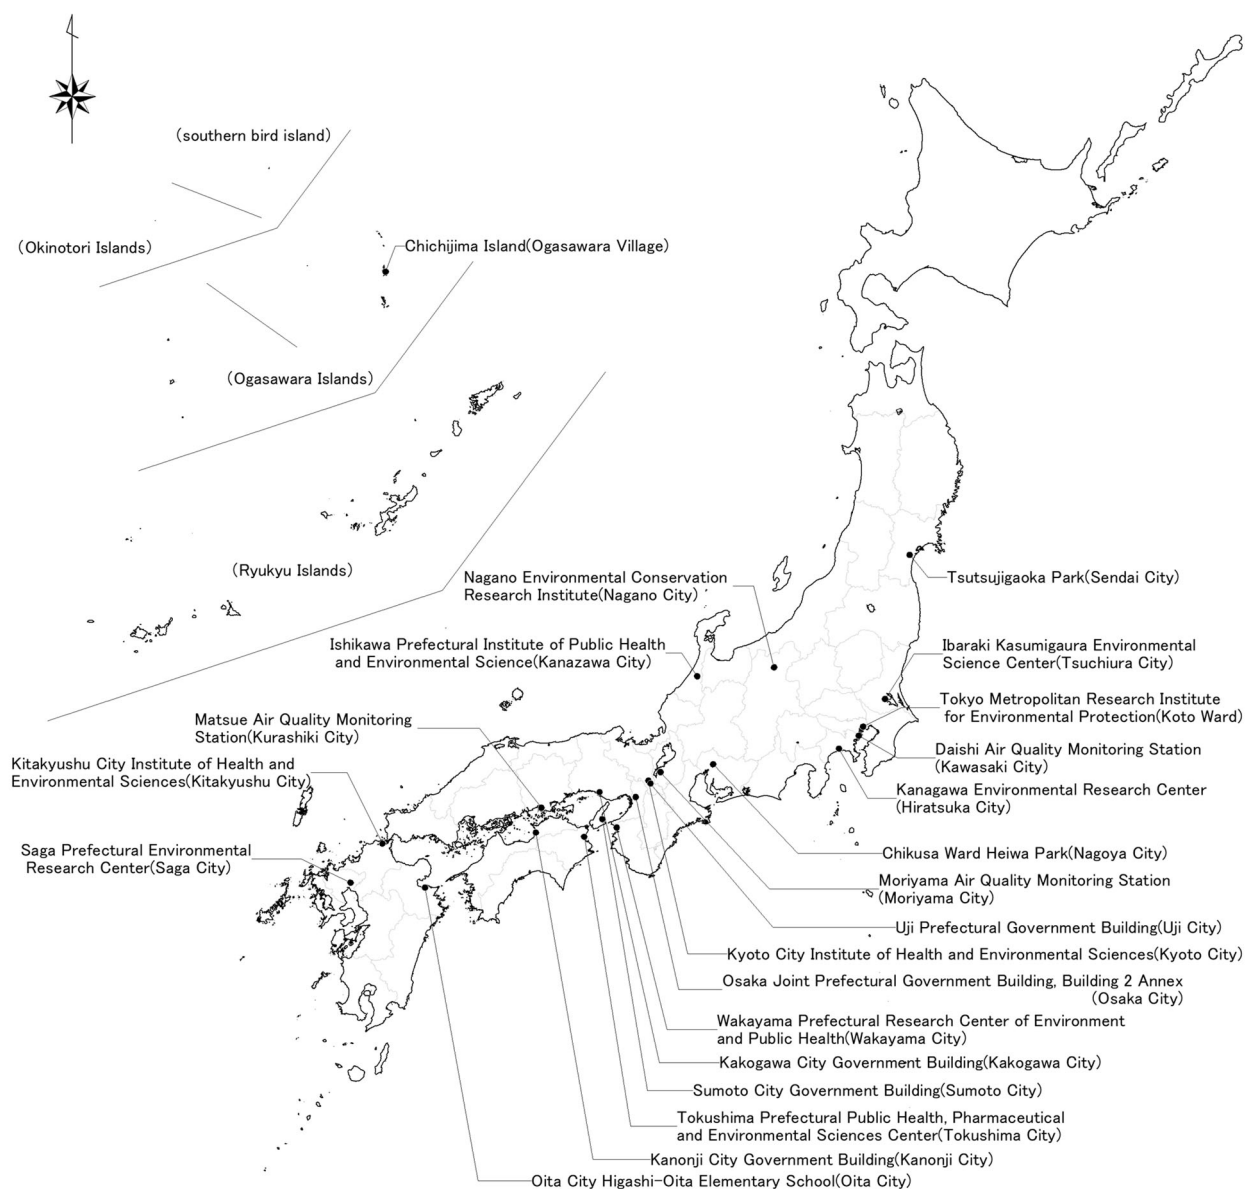 (southern bird island)
(Okinotori Islands)
Chichijima Island(Ogasawara Village)
(Ogasawara Islands)
(Ryukyu Islands)
Nagano Environmental Conservation
Research Institute(Nagano City)
Tsutsujigaoka Park(Sendai City)
Ishikawa Prefectural Institute of Public Health
and Environmental Science(Kanazawa City)
Ibaraki Kasumigaura Environmental
Science Center(Tsuchiura City)
Tokyo Metropolitan Research Institute
for Environmental Protection(Koto Ward)
Matsue Air Quality Monitoring
Station(Kurashiki City)
Daishi Air Quality Monitoring Station
(Kawasaki City)
Kitakyushu City Institute of Health and
Environmental Sciences(Kitakyushu City)
Kanagawa Environmental Research Center
(Hiratsuka City)
Saga Prefectural Environmental
Research Center(Saga City)
Chikusa Ward Heiwa Park(Nagoya City)
Moriyama Air Quality Monitoring Station
(Moriyama City)
Uji Prefectural Government Building(Uji City)
Kyoto City Institute of Health and Environmental Sciences(Kyoto City)
Osaka Joint Prefectural Government Building, Building 2 Annex
(Osaka City)
Wakayama Prefectural Research Center of Environment
and Public Health(Wakayama City)
Kakogawa City Government Building(Kakogawa City)
Sumoto City Government Building(Sumoto City)
Tokushima Prefectural Public Health, Pharmaceutical
and Environmental Sciences Center(Tokushima City)
Kanonji City Government Building(Kanonji City)
Oita City Higashi-Oita Elementary School(Oita City)